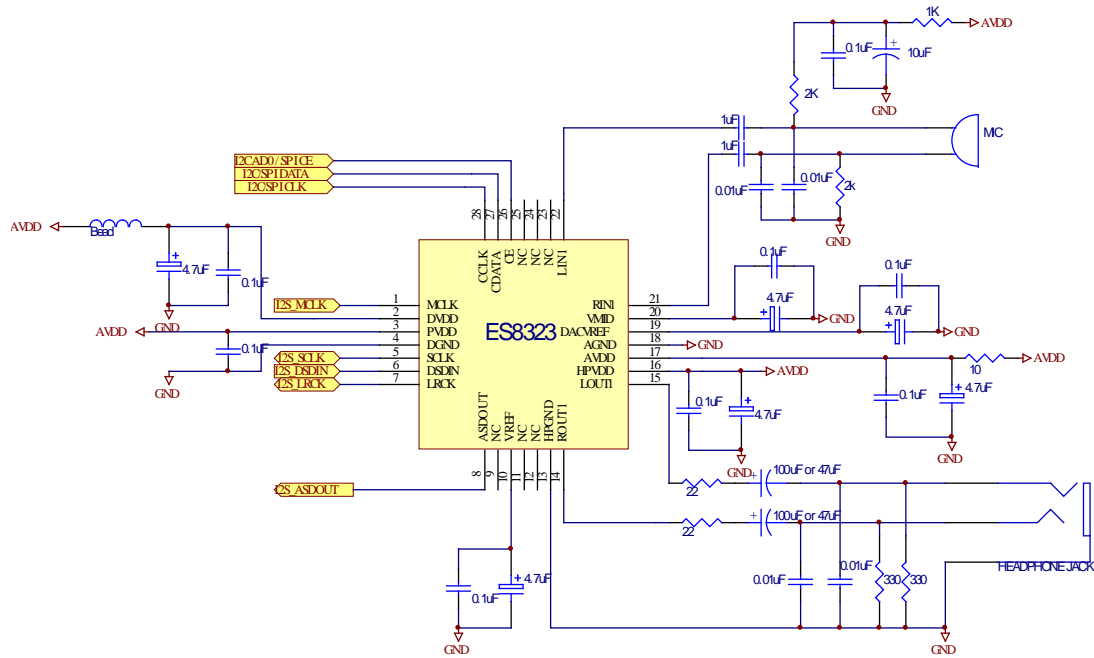 1K
AVDD
0.1uF
10uF
2K
GND
1uF
MIC
1uF
I2CAD0/SPICE
I2CSPIDATA
I2CSPICLK
0.01uF
0.01uF
2k
GND
28
27
26
25
24
23
22
CCLK
CDATA
CE
NC
NC
NC
LIN1
AVDD
Bead
4.7uF
0.1uF
GND
0.1uF
4.7uF
GND
0.1uF
4.7uF
GND
I2S_MCLK
1
MCLK
2
DVDD
AVDD
3
PVDD
4
DGND
I2S_SCLK
5
SCLK
I2S_DSDIN
6
DSDIN
I2S_LRCK
7
LRCK
0.1uF
GND
ES8323
RIN1
21
VMID
20
DACVREF
19
AGND
18
GND
AVDD
17
HPVDD
16
AVDD
LOUT1
15
10
AVDD
0.1uF
4.7uF
GND
0.1uF
4.7uF
GND
ASDOUT
NC
VREF
NC
NC
HPGND
ROUT1
8
9
10
11
12
13
14
I2S_ASDOUT
22
+
100uF or 47uF
22
+
100uF or 47uF
HEADPHONE JACK
0.01uF
0.01uF
330
330
0.1uF
4.7uF
GND
GND